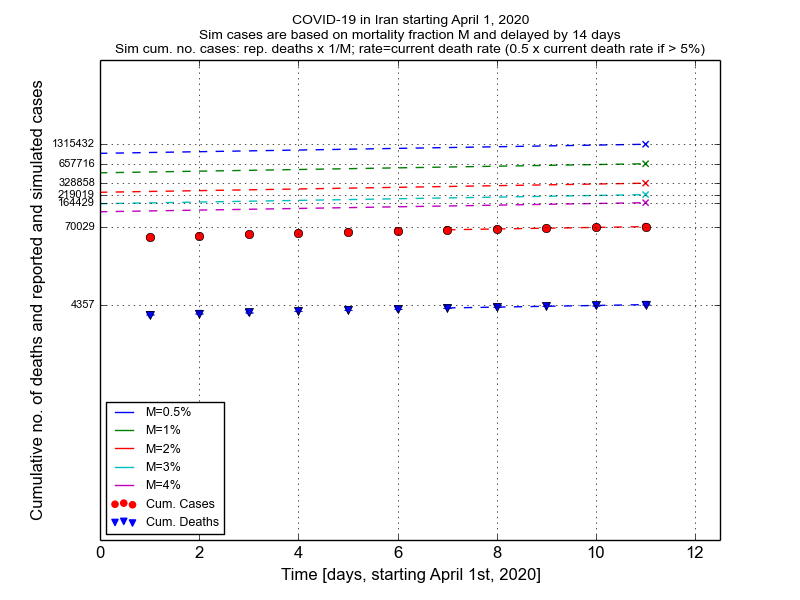 COVID-19 in Iran starting April 1, 2020
Sim cases are based on mortality fraction M and delayed by 14 days
Sim cum. no. cases: rep. deaths x 1/M; rate=current death rate (0.5 x current death rate if > 5%)
Cumulative no. of deaths and reported and simulated cases
1315432
657716
328858
219019
164429
70029
4357
M=0.5%
M=1%
M=2%
M=3%
M=4%
Cum. Cases
Cum. Deaths
0 2 4 6 8 10 12
Time [days, starting April 1st, 2020]